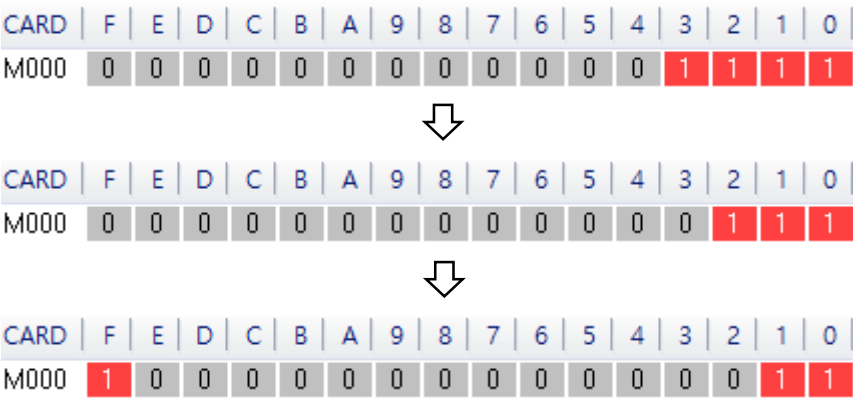 CARD F E D C B A 9 8 7 6 5 4 3 2 1 0
M000 0 0 0 0 0 0 0 0 0 0 0 0 1 1 1 1
CARD F E D C B A 9 8 7 6 5 4 3 2 1 0
M000 0 0 0 0 0 0 0 0 0 0 0 0 0 1 1 1
CARD F E D C B A 9 8 7 6 5 4 3 2 1 0
M000 1 0 0 0 0 0 0 0 0 0 0 0 0 0 1 1